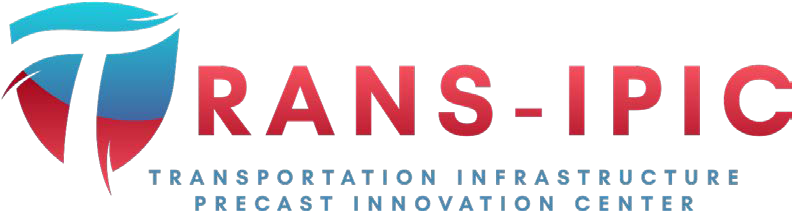 TRANS-IPIC
TRANSPORTATION INFRASTRUCTURE
PRECAST INNOVATION CENTER